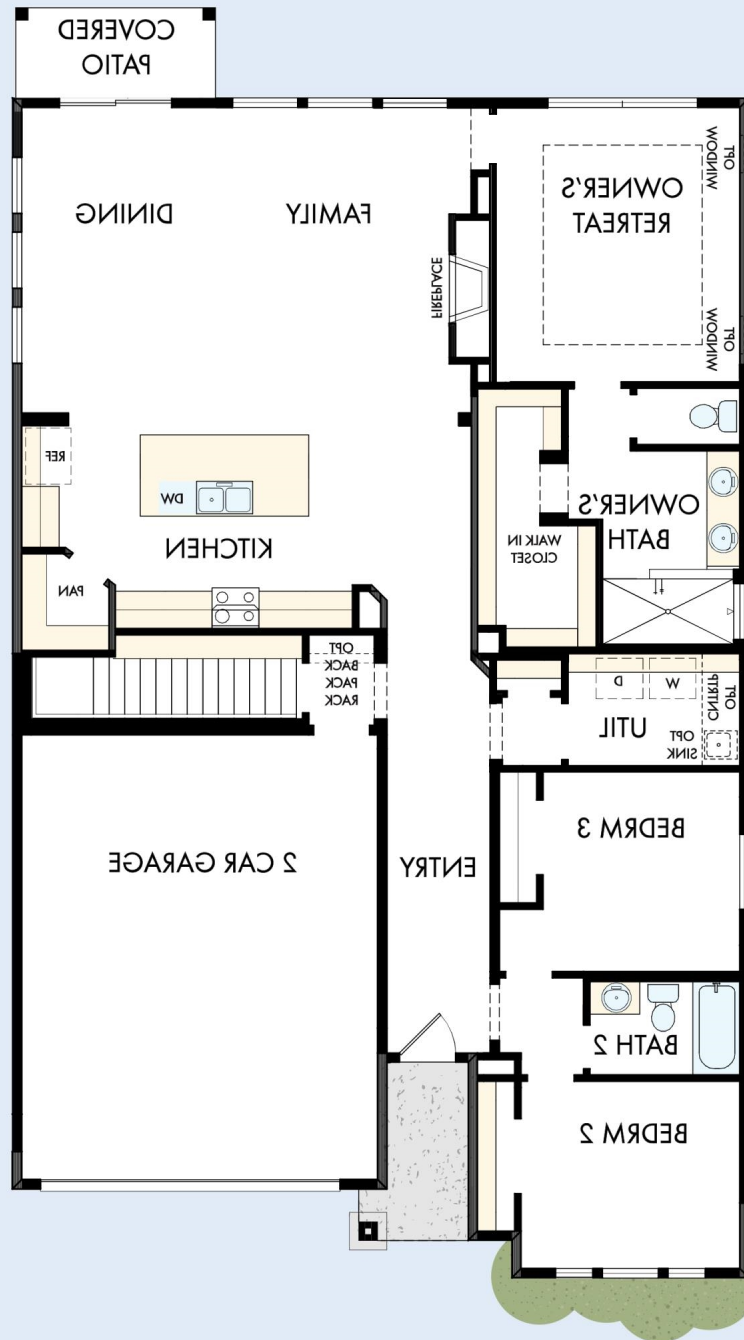 COVERED
PATIO
DINING
FAMILY
FIREPLACE
OWNER'S
RETREAT
OPT
WINDOW
OPT
WINDOW
REF
DW
KITCHEN
PAN
WALK IN
CLOSET
OWNER'S
BATH
OPT
BACK
PACK
RACK
D
W
OPT
CNTRTP
UTIL
OPT
SINK
2 CAR GARAGE
ENTRY
BEDRM 3
BATH 2
BEDRM 2